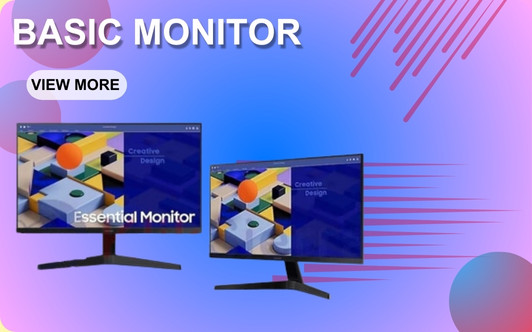 BASIC MONITOR
VIEW MORE
Creative
Design
Essential Monitor
Creative
Design